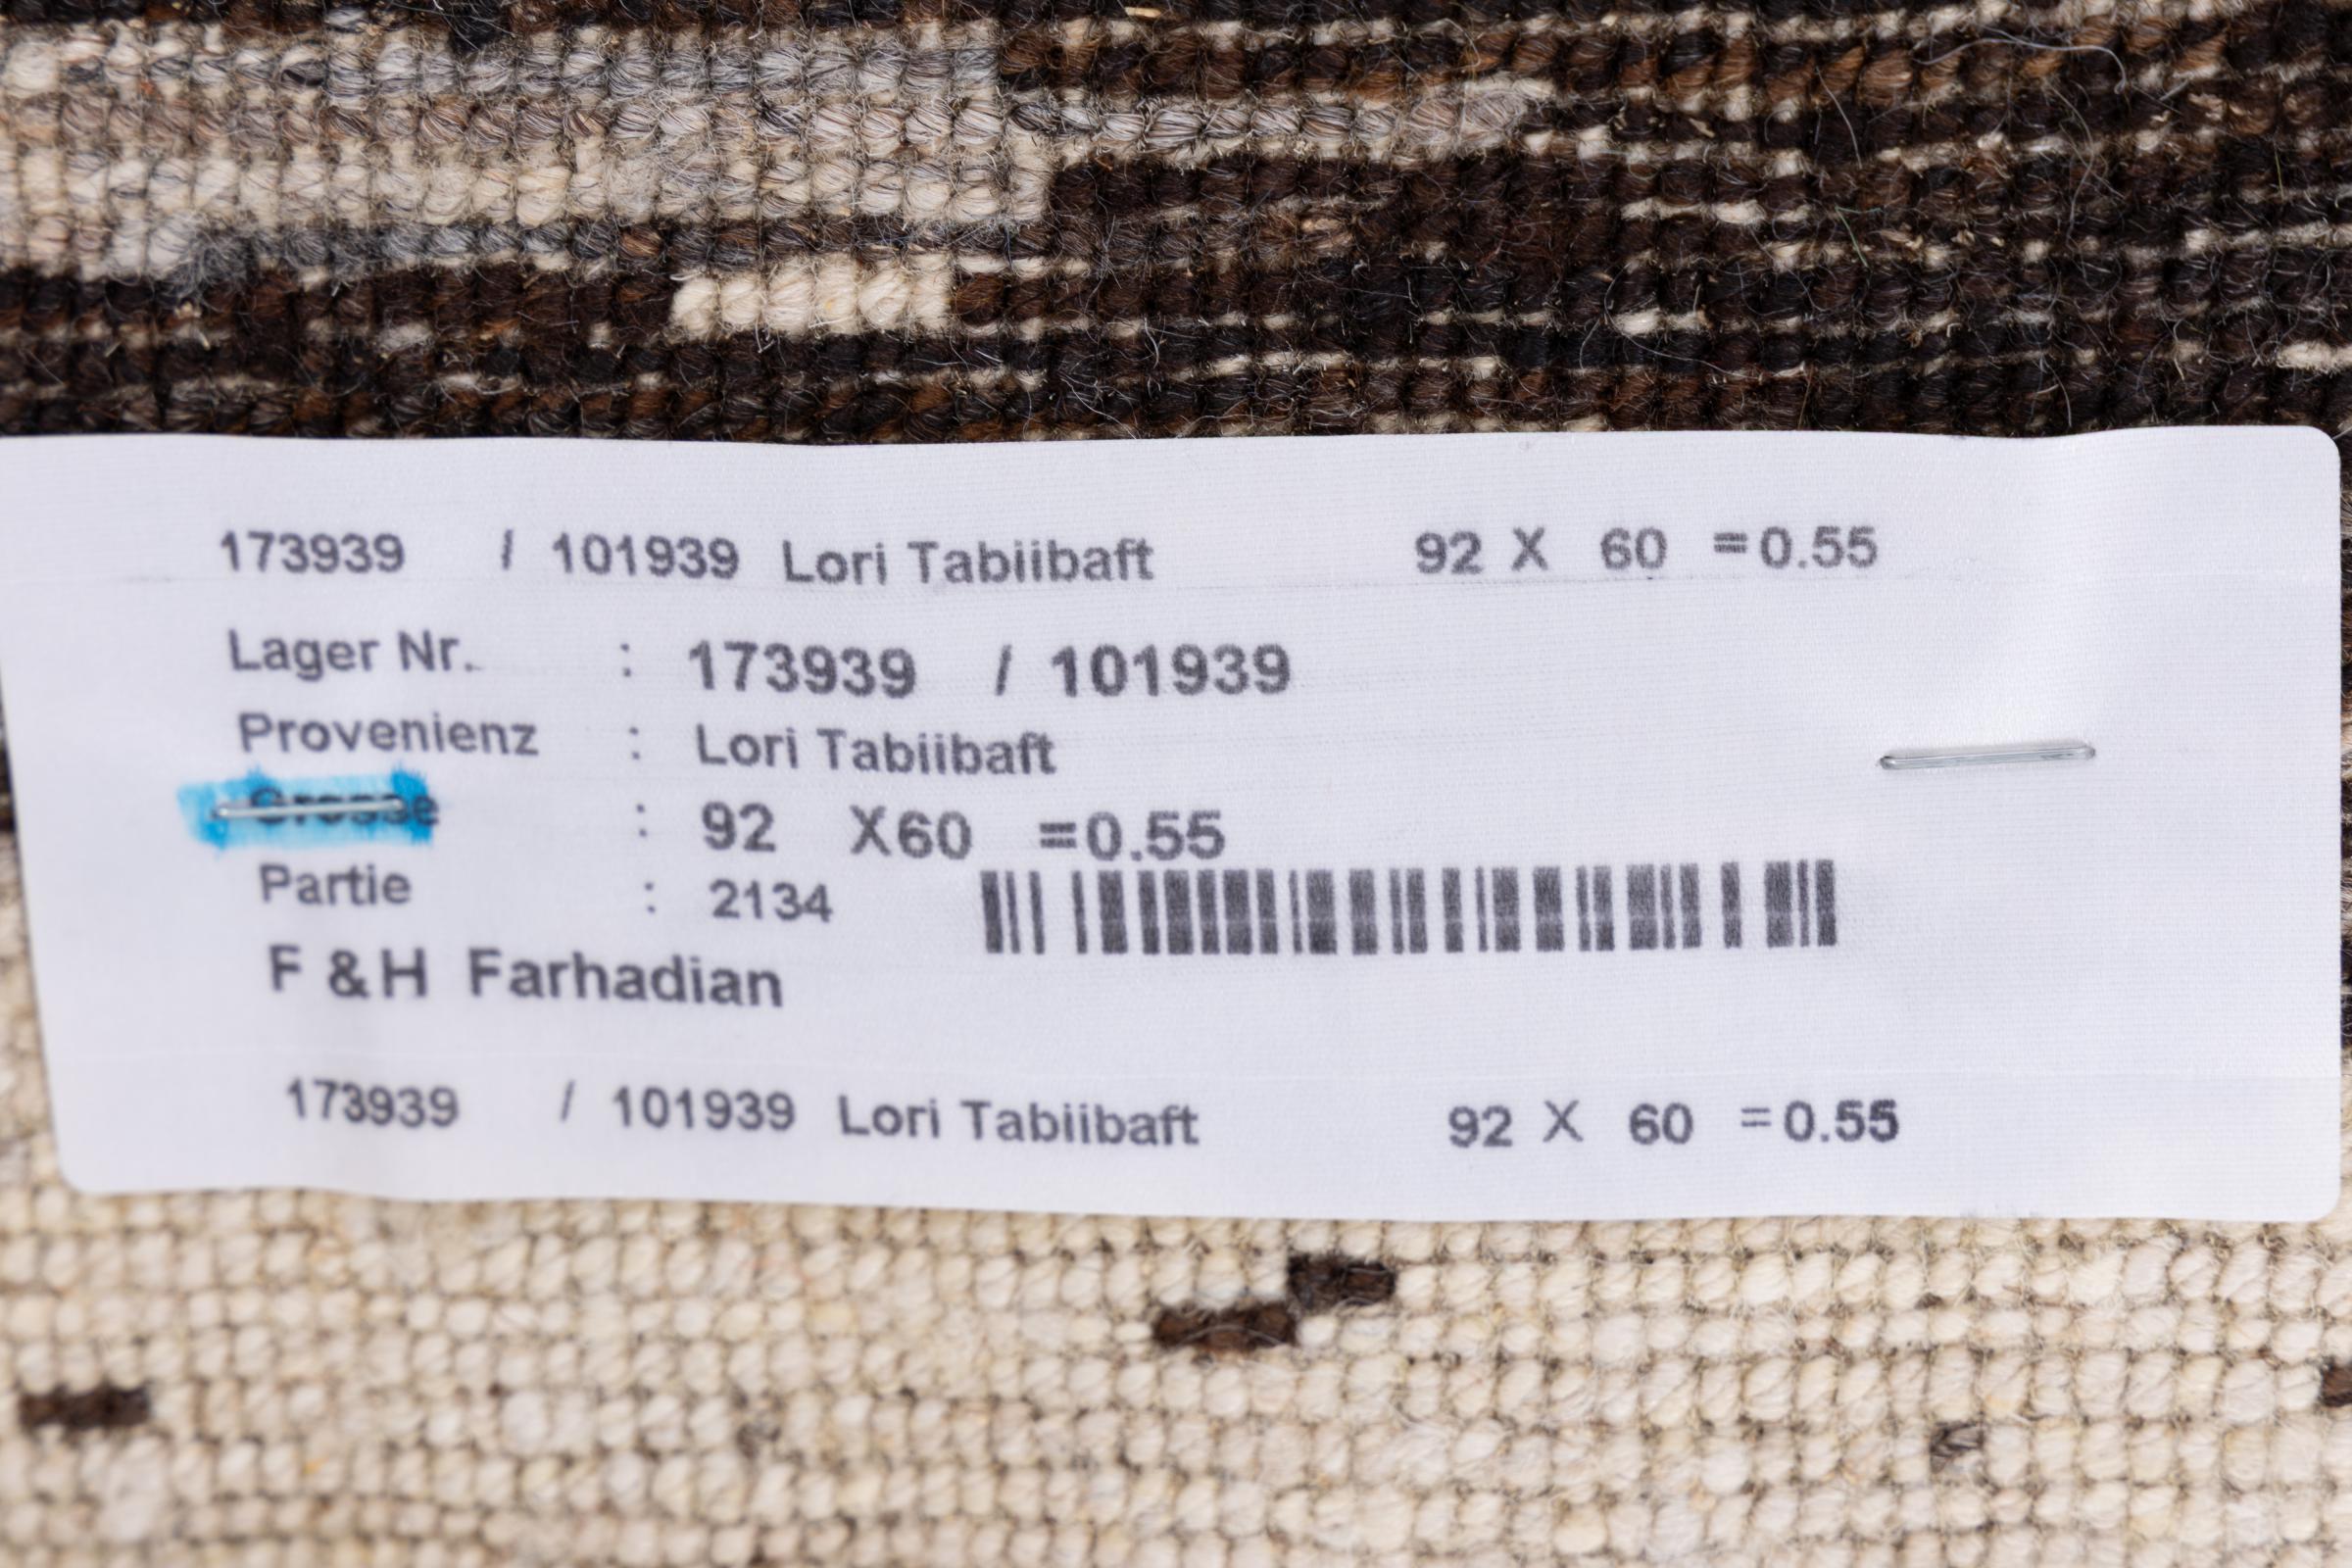 173939 / 101939 Lori Tabiibaft 92 X 60 =0.55
Lager Nr. : 173939 / 101939
Provenienz : Lori Tabiibaft
Grosse : 92 X60 =0.55
Partie : 2134
F & H Farhadian
173939 / 101939 Lori Tabiibaft 92 X 60 =0.55